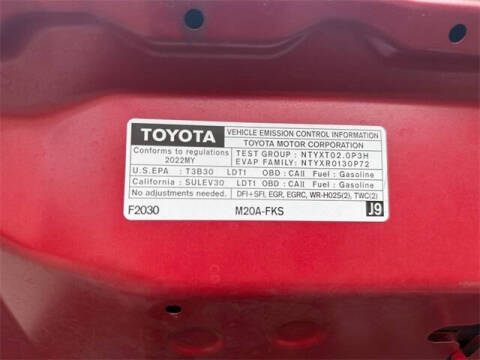 TOYOTA
VEHICLE EMISSION CONTROL INFORMATION
TOYOTA MOTOR CORPORATION
Conforms to regulations
2022MY
TEST GROUP : NTYXT02.0P3H
EVAP FAMILY: NTYXR0130P72
U.S.EPA : T3B30 LDT1 OBD : CAII Fuel : Gasoline
California : SULEV30 LDT1 OBD : CAII Fuel : Gasoline
No adjustments needed. DFI+SFI, EGR, EGRC, WR-HO2S(2), TWC(2)
F2030 M20A-FKS J9